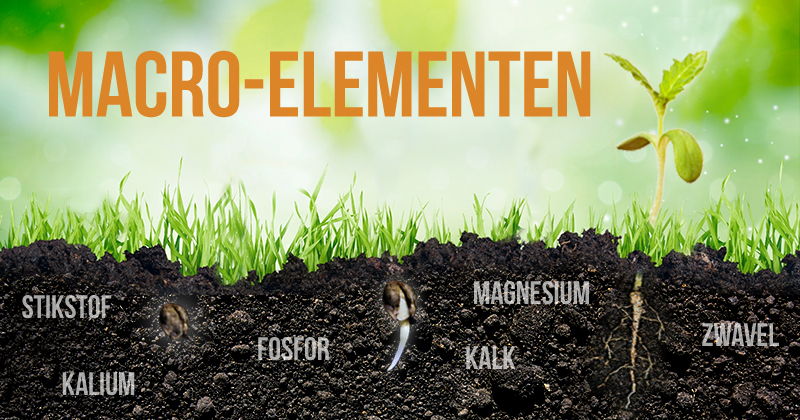 MACRO-ELEMENTEN
STIKSTOF
MAGNESIUM
FOSFOR
ZWAVEL
KALK
KALIUM